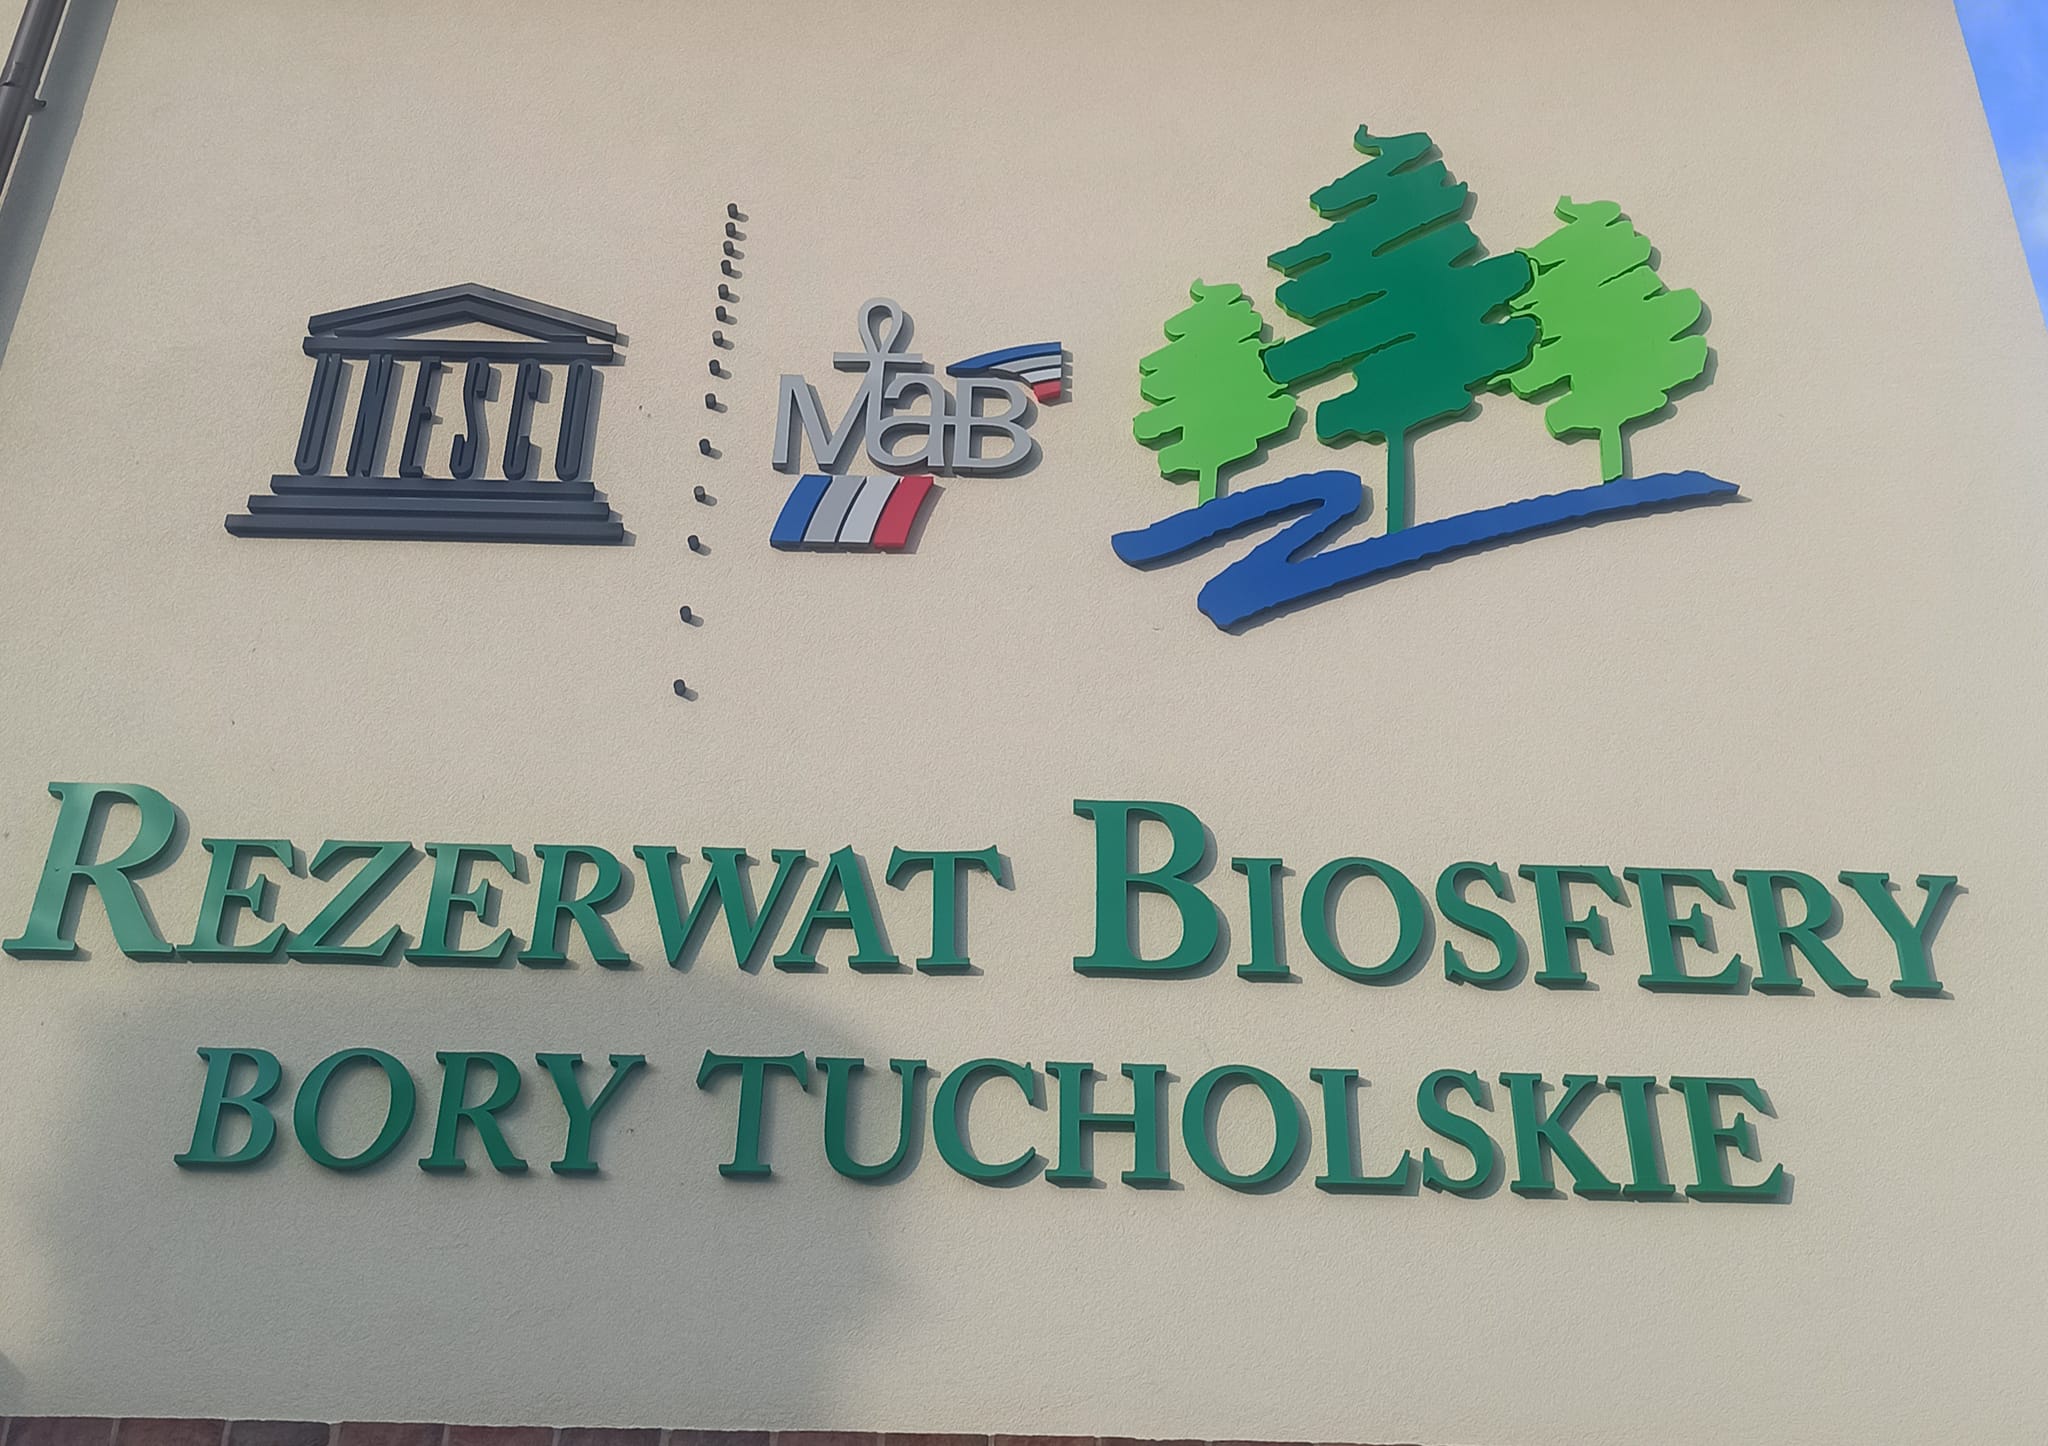 UNESCO
MaB
REZERWAT BIOSFERY
BORY TUCHOLSKIE